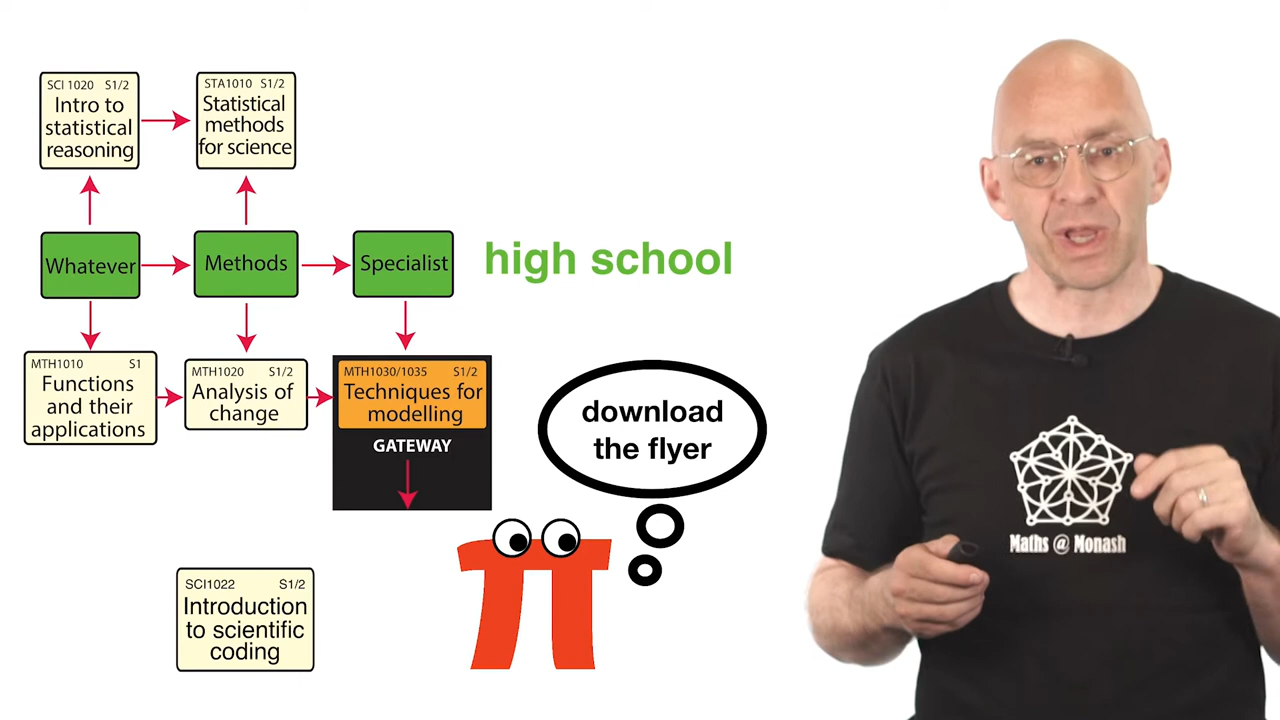 SCI 1020 S1/2
Intro to
statistical
reasoning
STA1010 S1/2
Statistical
methods
for science
Whatever
Methods
Specialist
high school
MTH1010 S1
Functions
and their
applications
MTH1020 S1/2
Analysis of
change
MTH1030/1035 S1/2
Techniques for
modelling
GATEWAY
download
the flyer
SCI1022 S1/2
Introduction
to scientific
coding
Maths @ Monash